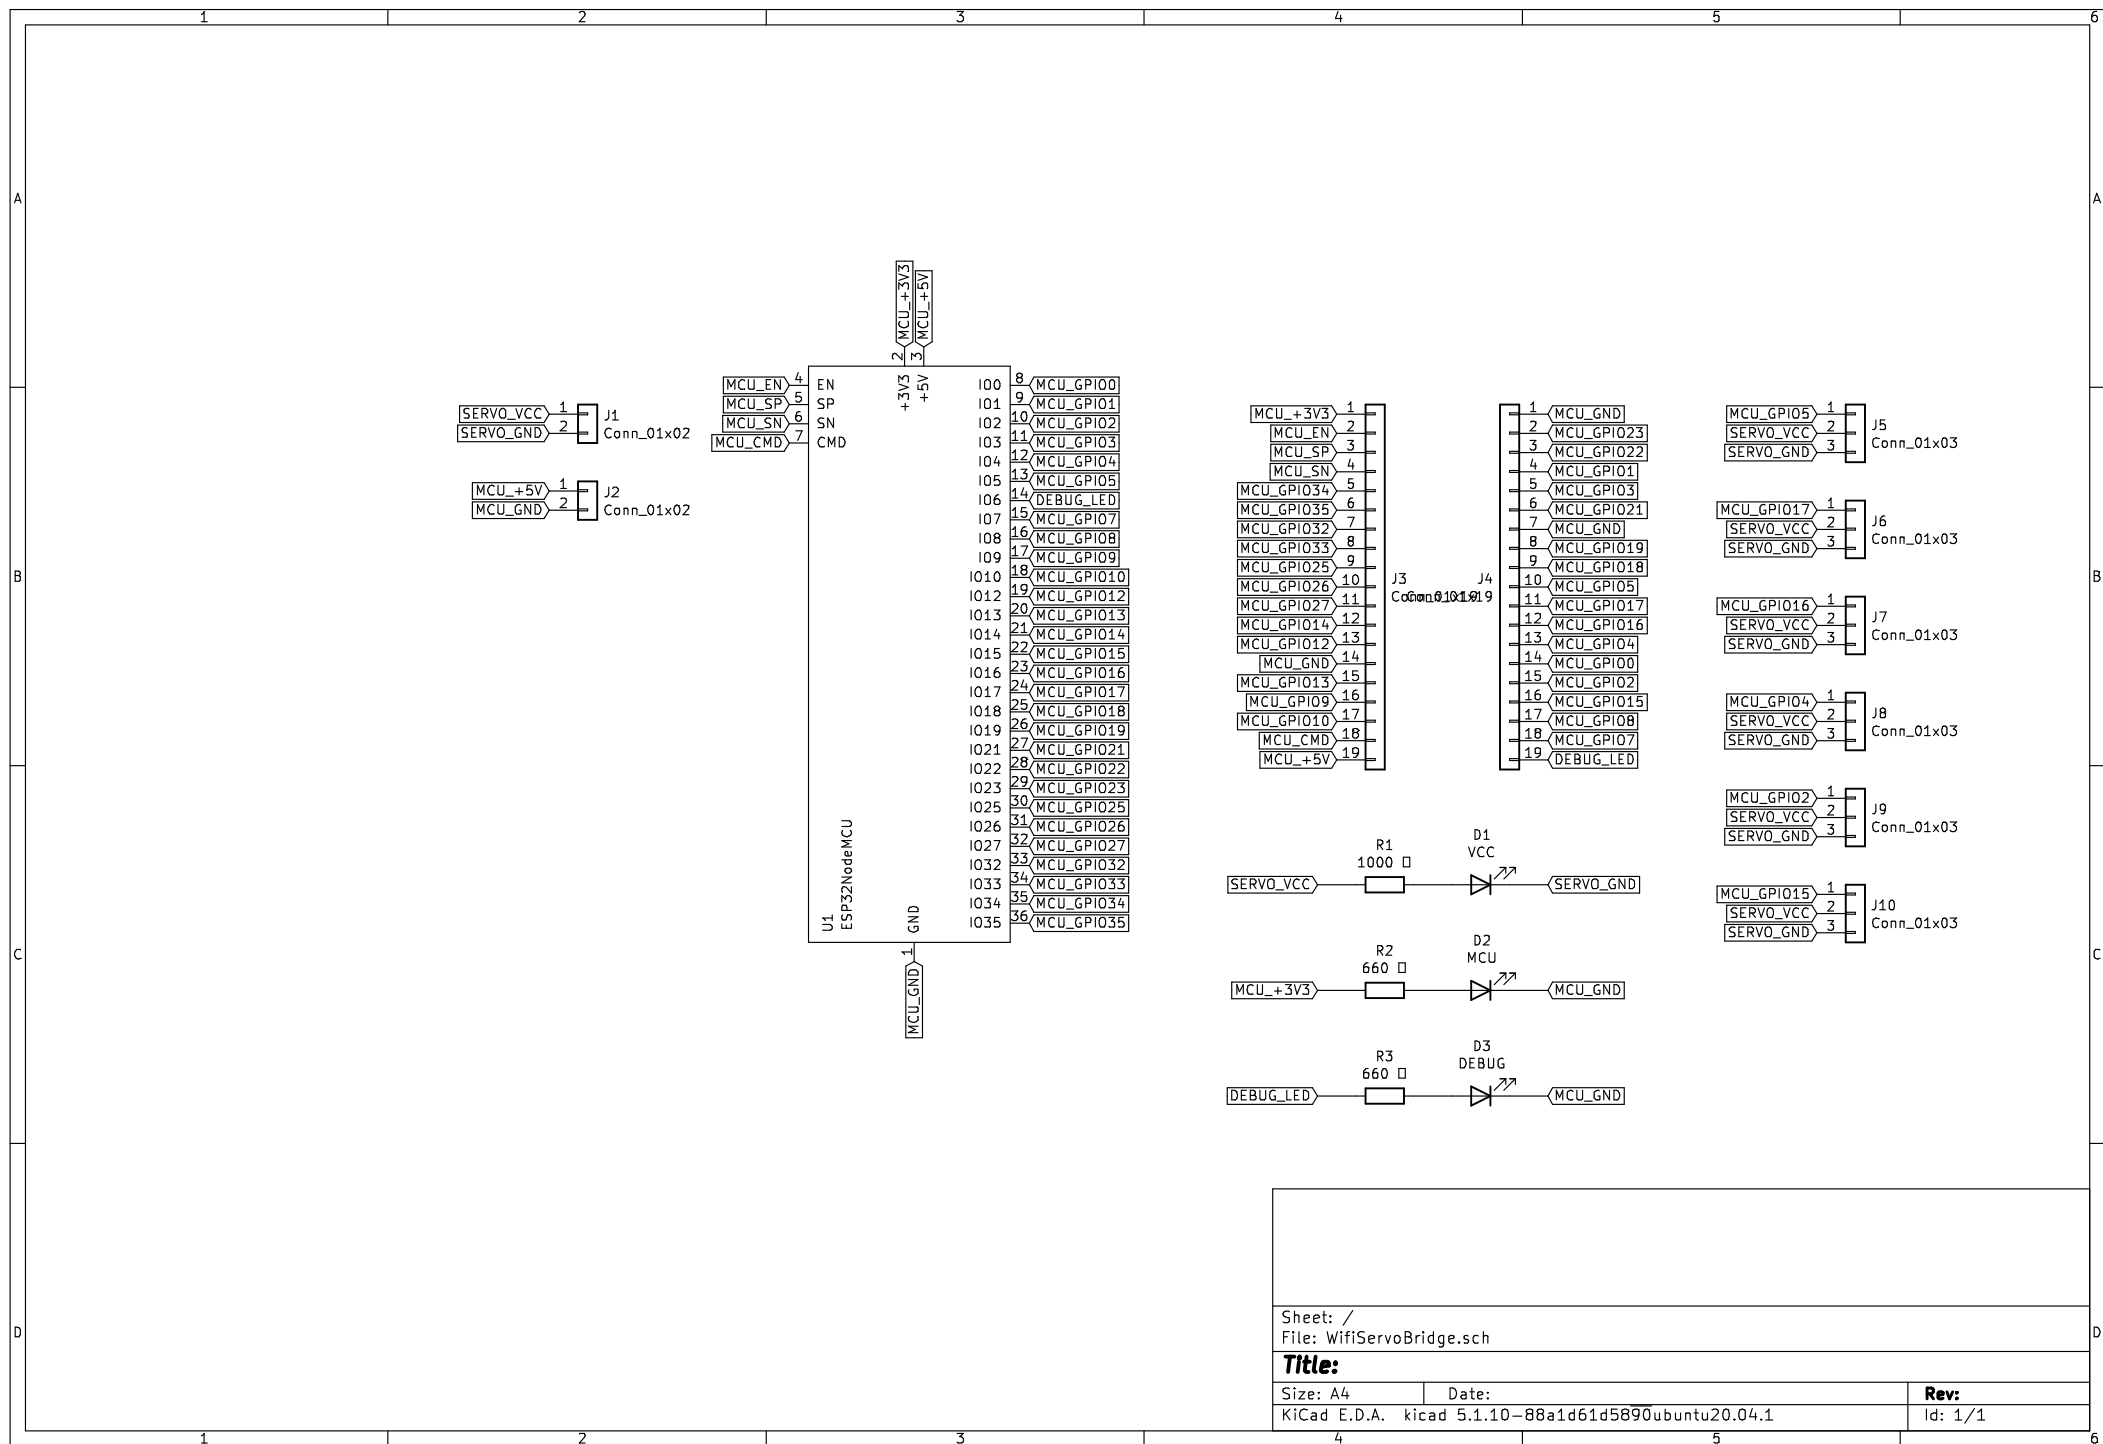 1 2 3 4 5 6
A A
B B
C C
D D
1 2 3 4 5 6
SERVO_VCC 1
SERVO_GND 2
J1
Conn_01x02
MCU_+5V 1
MCU_GND 2
J2
Conn_01x02
MCU_+3V3 2 +3V3
MCU_+5V 3 +5V
MCU_EN 4 EN
MCU_SP 5 SP
MCU_SN 6 SN
MCU_CMD 7 CMD
IO0 8 MCU_GPIO0
IO1 9 MCU_GPIO1
IO2 10 MCU_GPIO2
IO3 11 MCU_GPIO3
IO4 12 MCU_GPIO4
IO5 13 MCU_GPIO5
IO6 14 DEBUG_LED
IO7 15 MCU_GPIO7
IO8 16 MCU_GPIO8
IO9 17 MCU_GPIO9
IO10 18 MCU_GPIO10
IO12 19 MCU_GPIO12
IO13 20 MCU_GPIO13
IO14 21 MCU_GPIO14
IO15 22 MCU_GPIO15
IO16 23 MCU_GPIO16
IO17 24 MCU_GPIO17
IO18 25 MCU_GPIO18
IO19 26 MCU_GPIO19
IO21 27 MCU_GPIO21
IO22 28 MCU_GPIO22
IO23 29 MCU_GPIO23
IO25 30 MCU_GPIO25
IO26 31 MCU_GPIO26
IO27 32 MCU_GPIO27
IO32 33 MCU_GPIO32
IO33 34 MCU_GPIO33
IO34 35 MCU_GPIO34
IO35 36 MCU_GPIO35
U1
ESP32NodeMCU
GND 1 MCU_GND
MCU_+3V3 1
MCU_EN 2
MCU_SP 3
MCU_SN 4
MCU_GPIO34 5
MCU_GPIO35 6
MCU_GPIO32 7
MCU_GPIO33 8
MCU_GPIO25 9
MCU_GPIO26 10
MCU_GPIO27 11
MCU_GPIO14 12
MCU_GPIO12 13
MCU_GND 14
MCU_GPIO13 15
MCU_GPIO9 16
MCU_GPIO10 17
MCU_CMD 18
MCU_+5V 19
J3
Conn_01x19
J4
Conn_01x19
1 MCU_GND
2 MCU_GPIO23
3 MCU_GPIO22
4 MCU_GPIO1
5 MCU_GPIO3
6 MCU_GPIO21
7 MCU_GND
8 MCU_GPIO19
9 MCU_GPIO18
10 MCU_GPIO5
11 MCU_GPIO17
12 MCU_GPIO16
13 MCU_GPIO4
14 MCU_GPIO0
15 MCU_GPIO2
16 MCU_GPIO15
17 MCU_GPIO8
18 MCU_GPIO7
19 DEBUG_LED
R1
1000
D1
VCC
SERVO_VCC SERVO_GND
R2
660
D2
MCU
MCU_+3V3 MCU_GND
R3
660
D3
DEBUG
DEBUG_LED MCU_GND
MCU_GPIO5 1
SERVO_VCC 2
SERVO_GND 3
J5
Conn_01x03
MCU_GPIO17 1
SERVO_VCC 2
SERVO_GND 3
J6
Conn_01x03
MCU_GPIO16 1
SERVO_VCC 2
SERVO_GND 3
J7
Conn_01x03
MCU_GPIO4 1
SERVO_VCC 2
SERVO_GND 3
J8
Conn_01x03
MCU_GPIO2 1
SERVO_VCC 2
SERVO_GND 3
J9
Conn_01x03
MCU_GPIO15 1
SERVO_VCC 2
SERVO_GND 3
J10
Conn_01x03
Sheet: /
File: WifiServoBridge.sch
Title:
Size: A4 Date: Rev:
KiCad E.D.A. kicad 5.1.10-88a1d61d5890ubuntu20.04.1 Id: 1/1